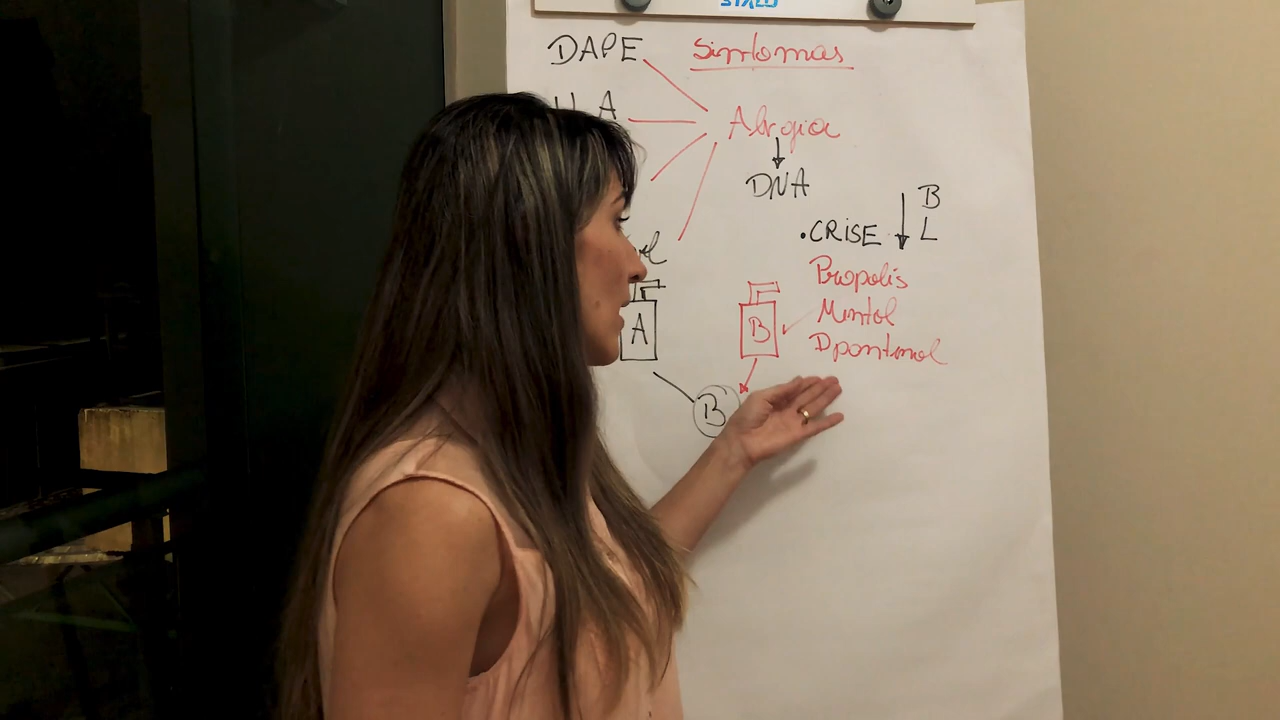 DAPE Sintomas
A
Alergia
DNA
B
L
.CRISE
Propolis
Mentol
Dpantenol
A B
B